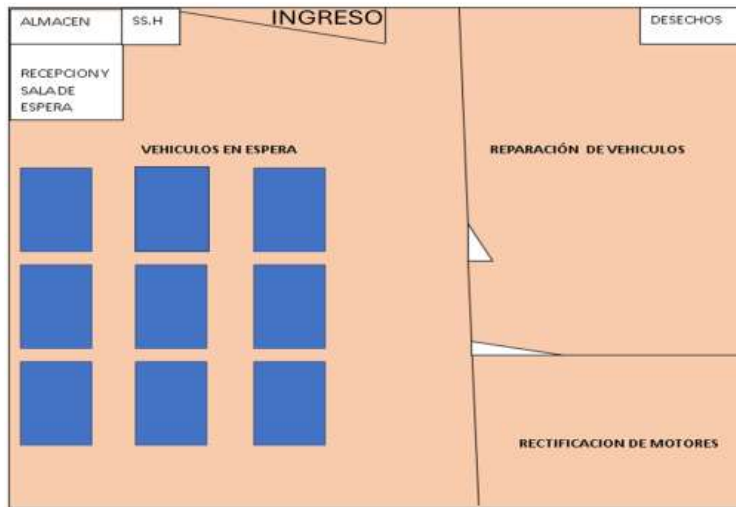 ALMACEN
SS.H
INGRESO
DESECHOS
RECEPCION Y
SALA DE
ESPERA
VEHICULOS EN ESPERA
REPARACIÓN DE VEHICULOS
RECTIFICACION DE MOTORES